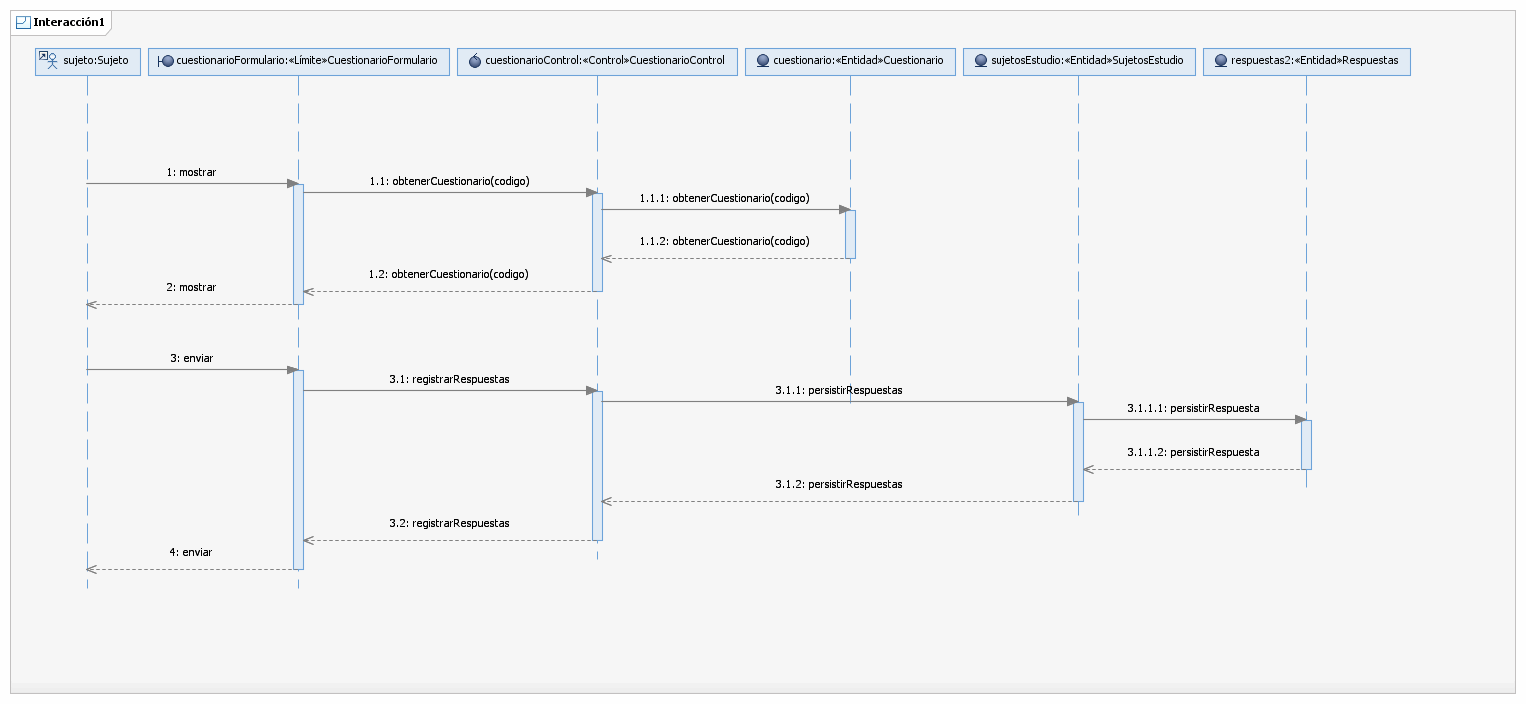 Interacción1
sujeto:Sujeto
cuestionarioFormulario:«Límite»CuestionarioFormulario
cuestionarioControl:«Control»CuestionarioControl
cuestionario:«Entidad»Cuestionario
sujetosEstudio:«Entidad»SujetosEstudio
respuestas2:«Entidad»Respuestas
1: mostrar
1.1: obtenerCuestionario(codigo)
1.1.1: obtenerCuestionario(codigo)
1.1.2: obtenerCuestionario(codigo)
1.2: obtenerCuestionario(codigo)
2: mostrar
3: enviar
3.1: registrarRespuestas
3.1.1: persistirRespuestas
3.1.1.1: persistirRespuesta
3.1.1.2: persistirRespuesta
3.1.2: persistirRespuestas
3.2: registrarRespuestas
4: enviar